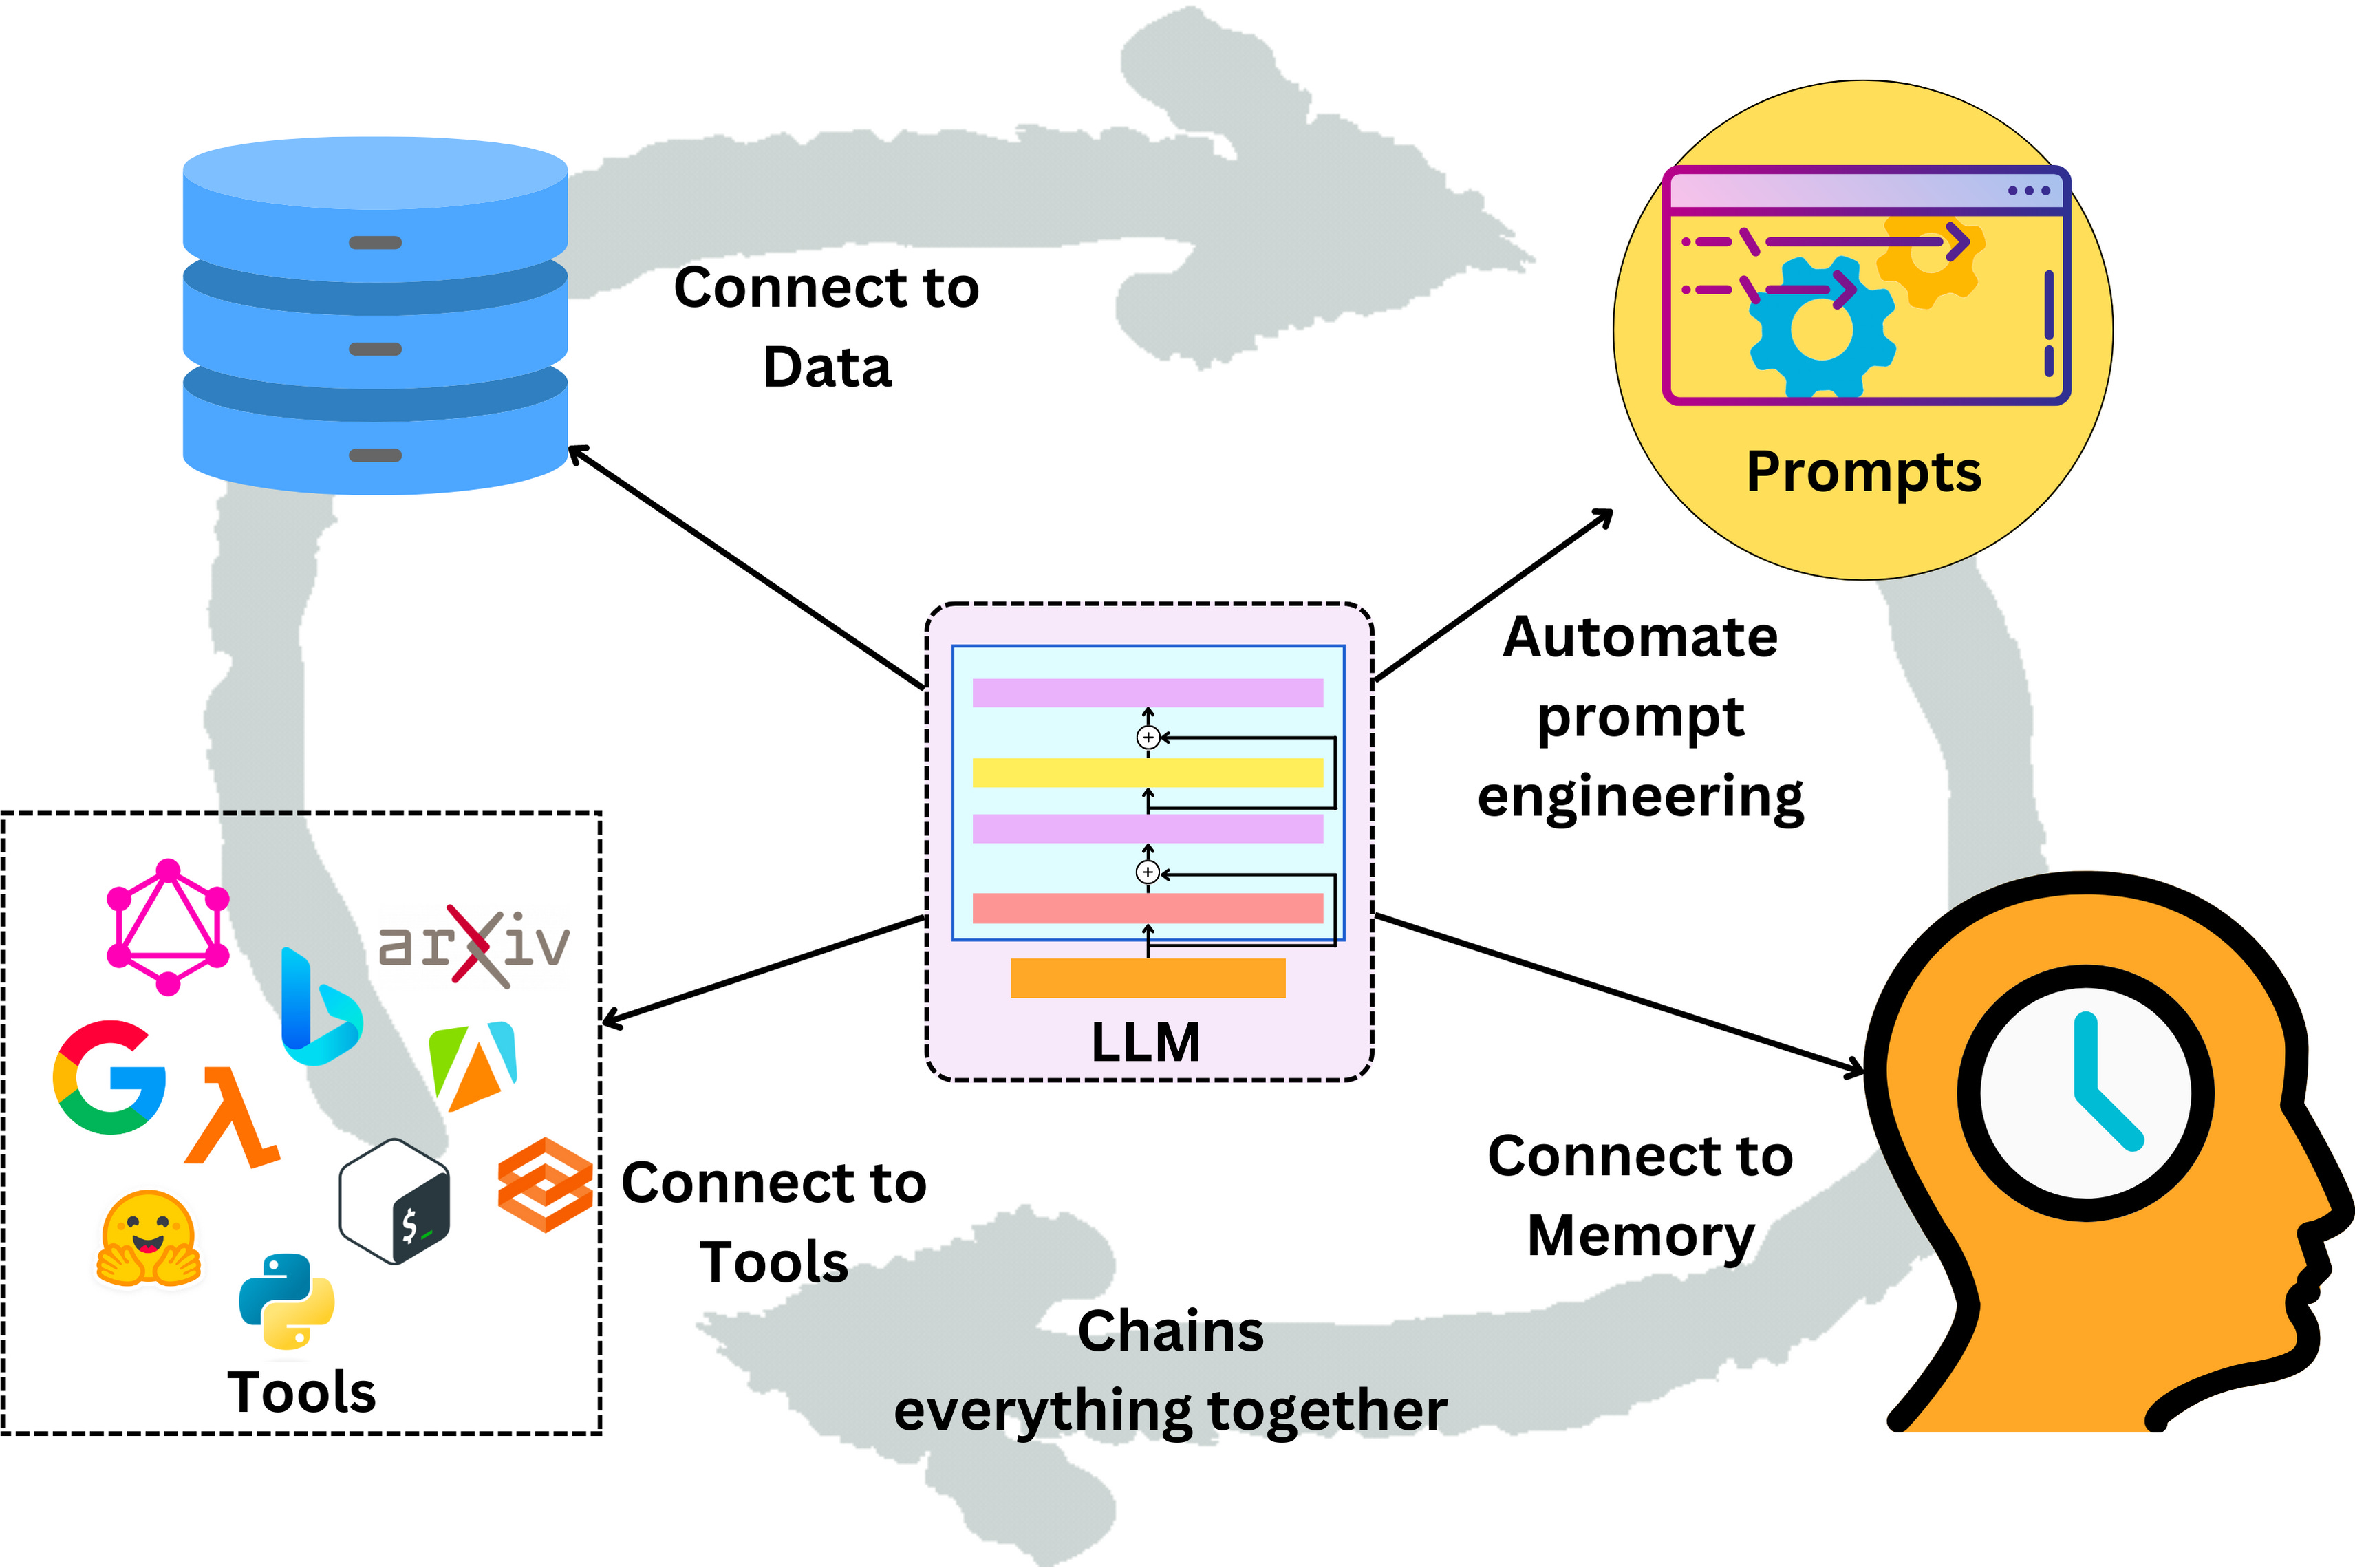 Connect to
Data
Prompts
Automate
prompt
engineering
LLM
arXiv
$_
Tools
Connect to
Tools
Connect to
Memory
Chains
everything together